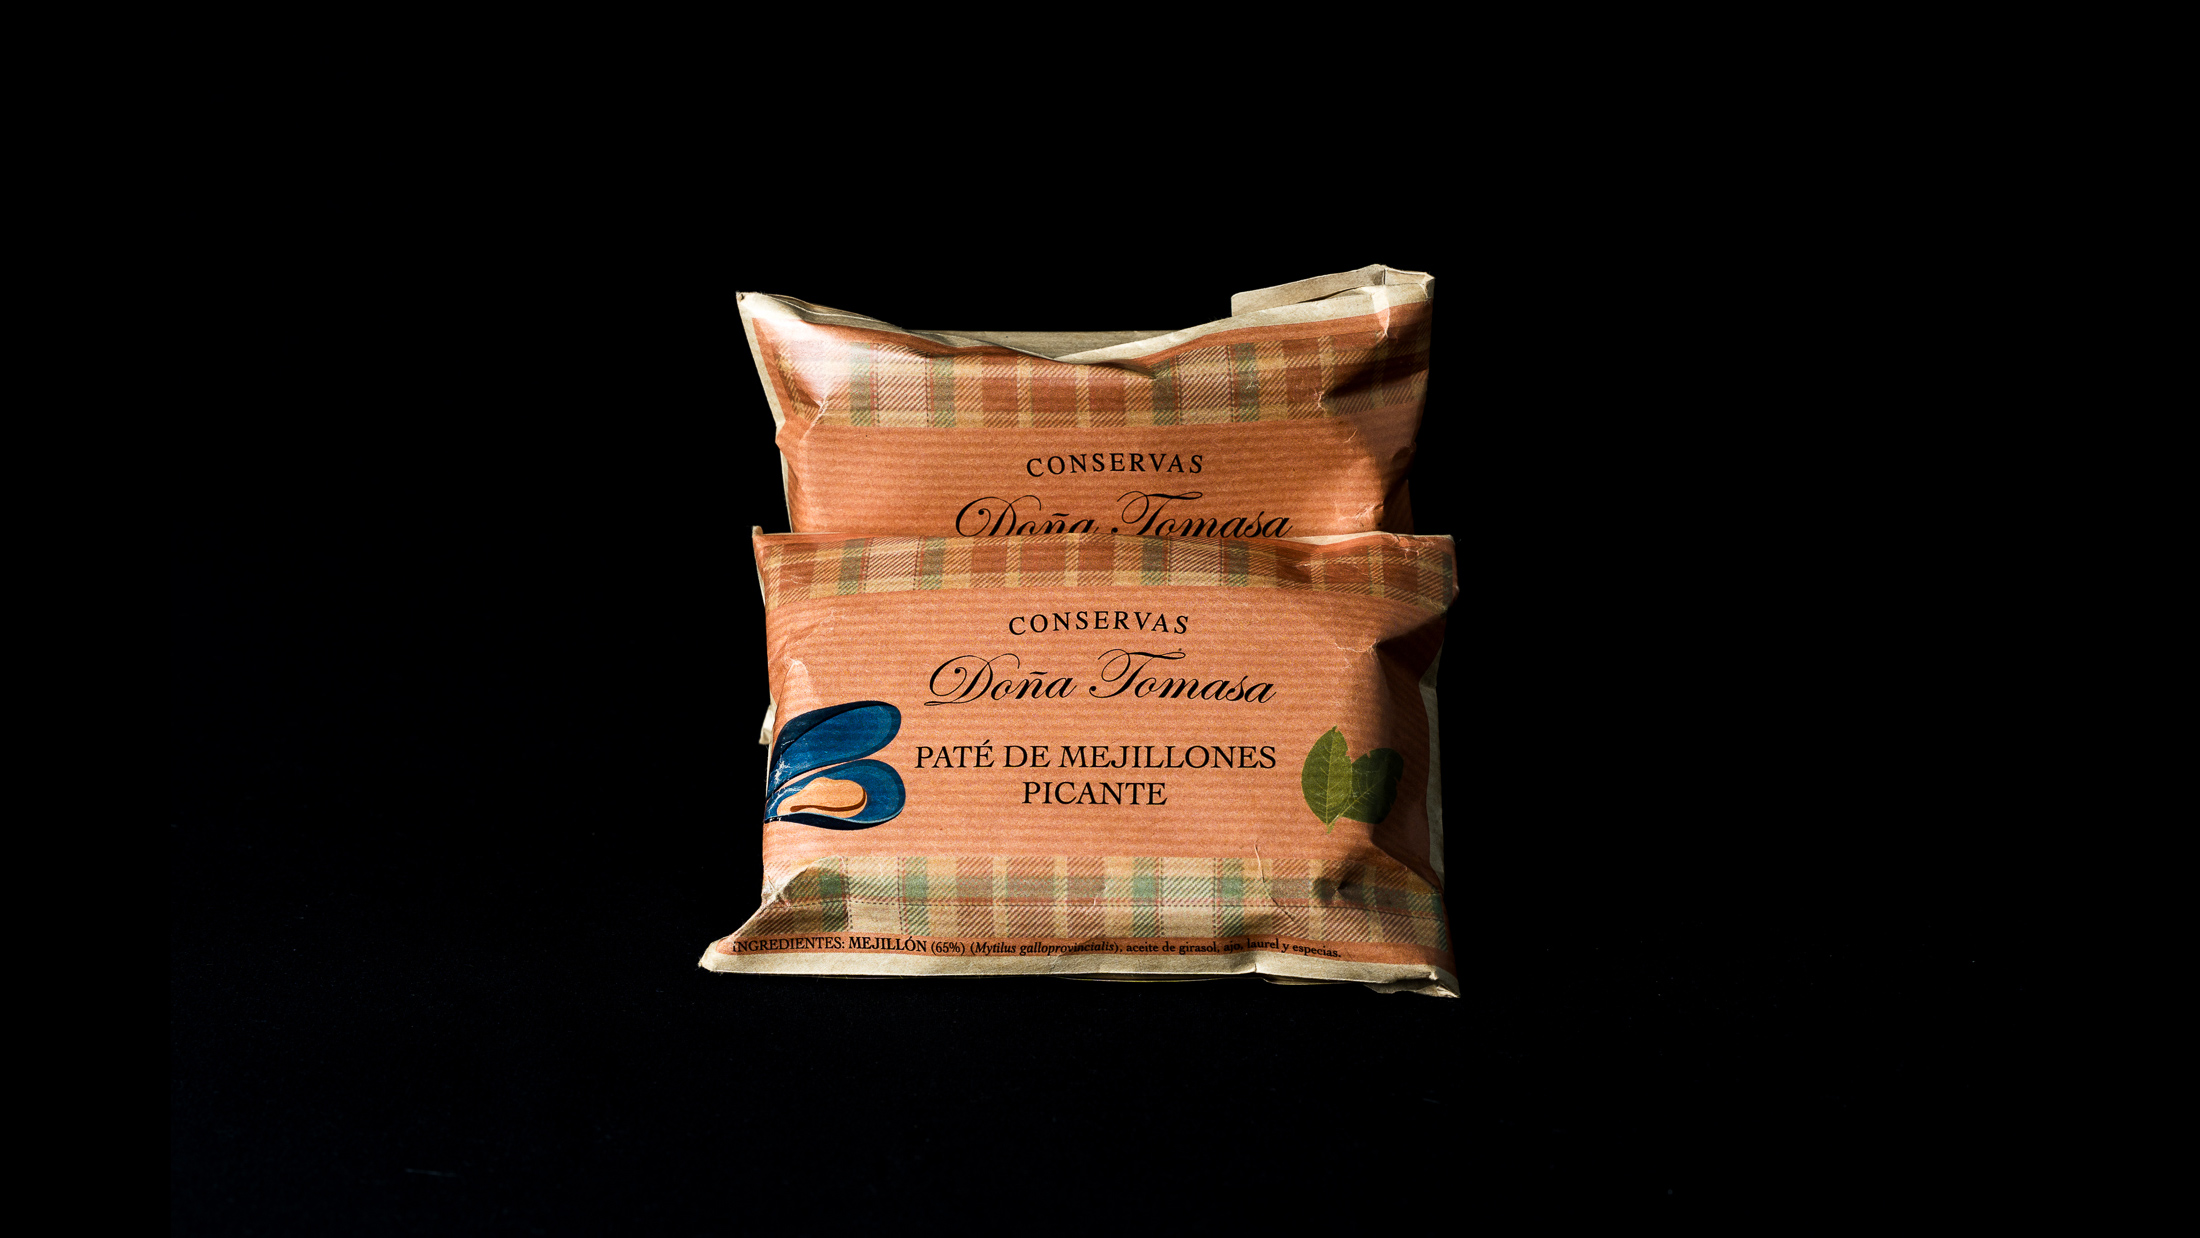 CONSERVAS
Doña Tomasa
CONSERVAS
Doña Tomasa
PATÉ DE MEJILLONES
PICANTE
INGREDIENTES: MEJILLÓN (65%) (Mytilus galloprovincialis), aceite de girasol, ajo, laurel y especias.